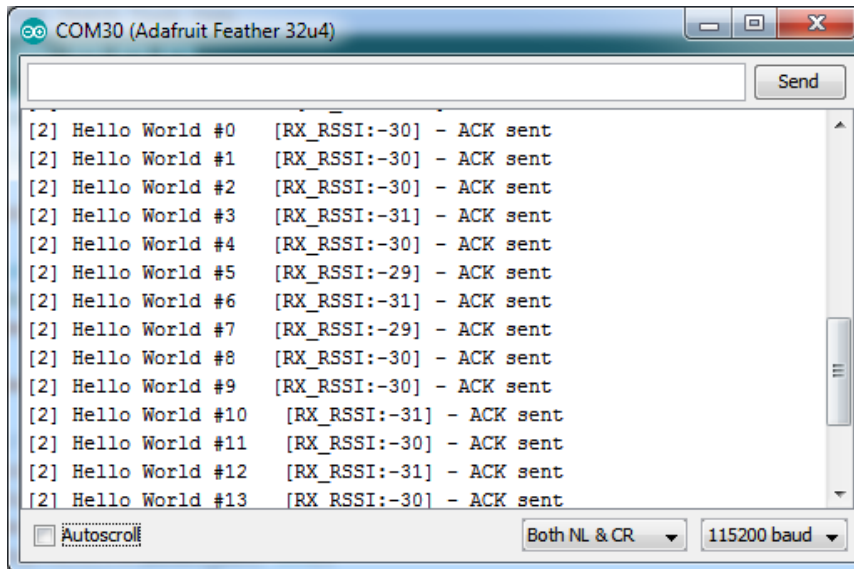 COM30 (Adafruit Feather 32u4)
Send
[2] Hello World #0   [RX_RSSI:-30] - ACK sent
[2] Hello World #1   [RX_RSSI:-30] - ACK sent
[2] Hello World #2   [RX_RSSI:-30] - ACK sent
[2] Hello World #3   [RX_RSSI:-31] - ACK sent
[2] Hello World #4   [RX_RSSI:-30] - ACK sent
[2] Hello World #5   [RX_RSSI:-29] - ACK sent
[2] Hello World #6   [RX_RSSI:-31] - ACK sent
[2] Hello World #7   [RX_RSSI:-29] - ACK sent
[2] Hello World #8   [RX_RSSI:-30] - ACK sent
[2] Hello World #9   [RX_RSSI:-30] - ACK sent
[2] Hello World #10   [RX_RSSI:-31] - ACK sent
[2] Hello World #11   [RX_RSSI:-30] - ACK sent
[2] Hello World #12   [RX_RSSI:-31] - ACK sent
[2] Hello World #13   [RX_RSSI:-30] - ACK sent
Autoscroll Both NL & CR 115200 baud